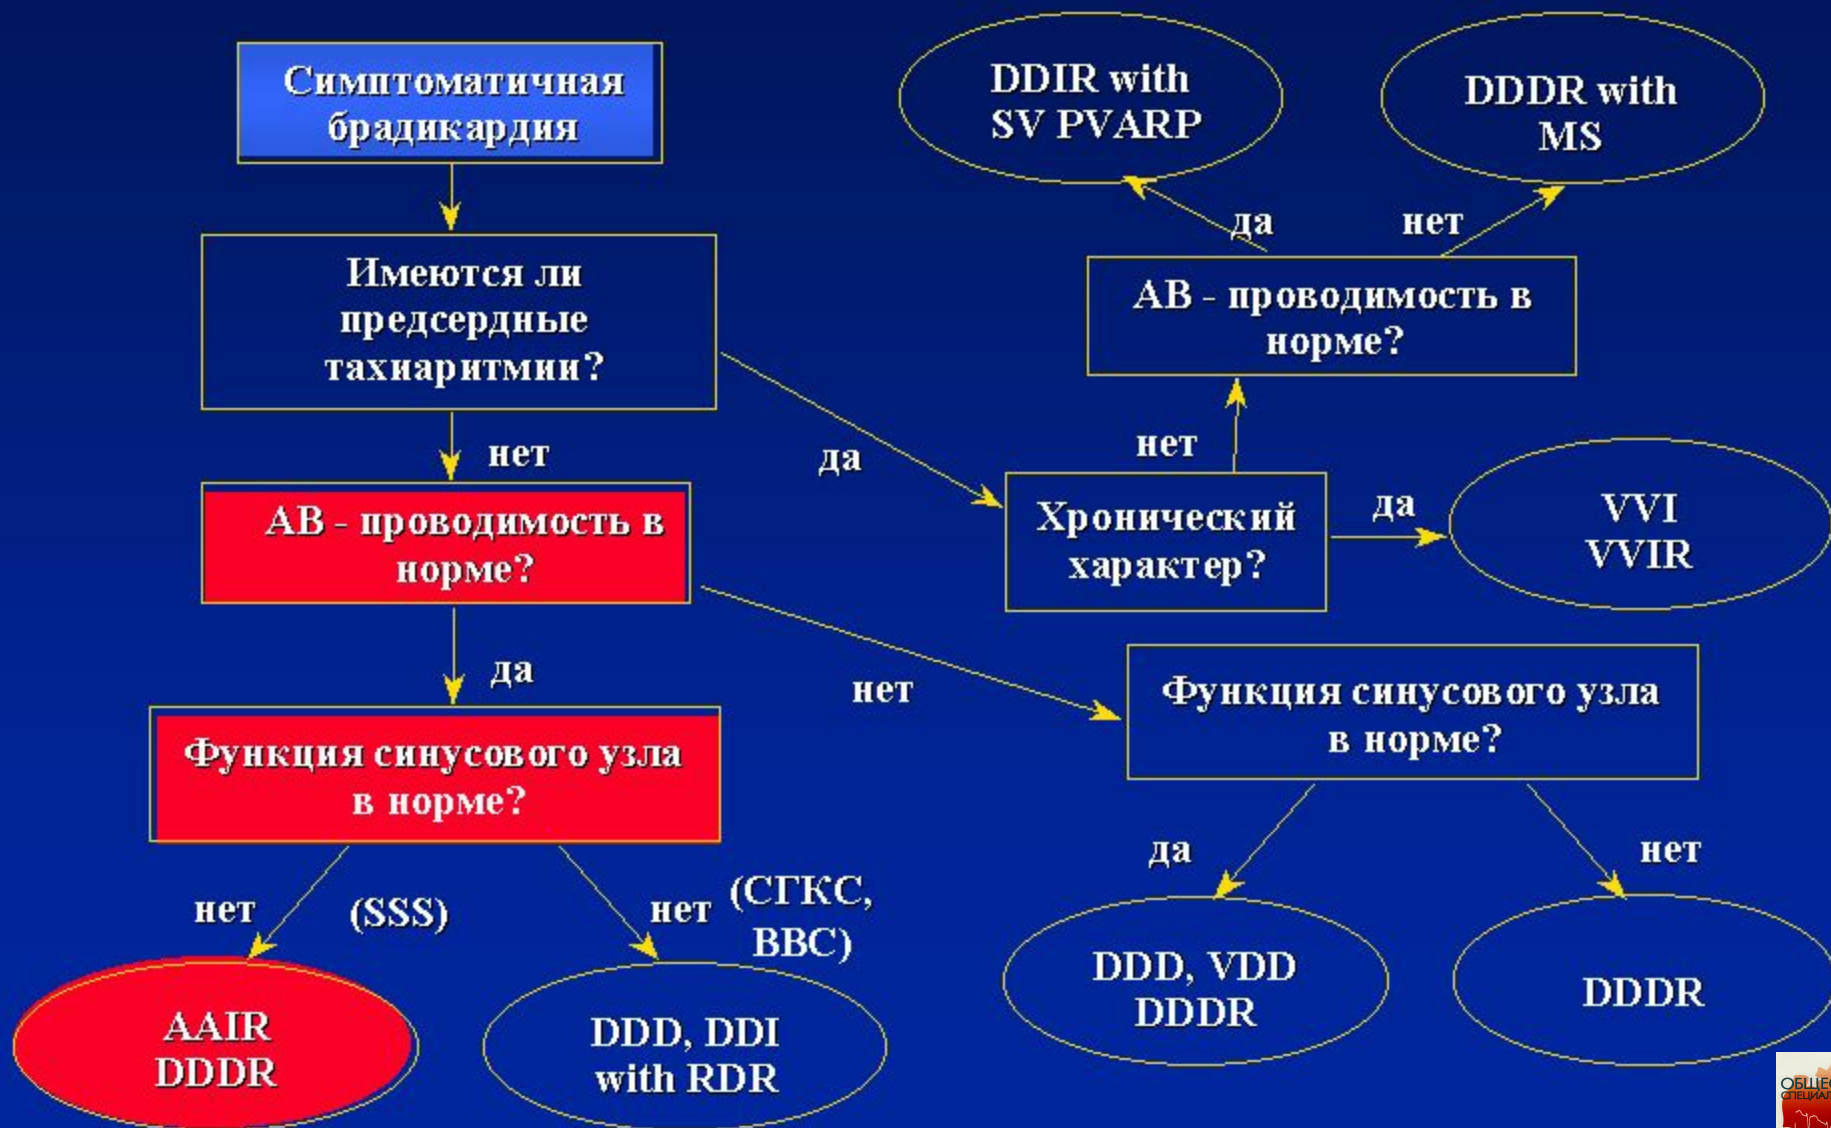 Симптоматичная
брадикардия
Имеются ли
предсердные
тахиаритмии?
нет
да
АВ - проводимость в
норме?
да
нет
Функция синусового узла
в норме?
нет
(SSS)
нет
(СГКС,
ВВС)
AAIR
DDDR
DDD, DDI
with RDR
DDIR with
SV PVARP
DDDR with
MS
да
нет
АВ - проводимость в
норме?
нет
Хронический
характер?
да
VVI
VVIR
Функция синусового узла
в норме?
да
нет
DDD, VDD
DDDR
DDDR